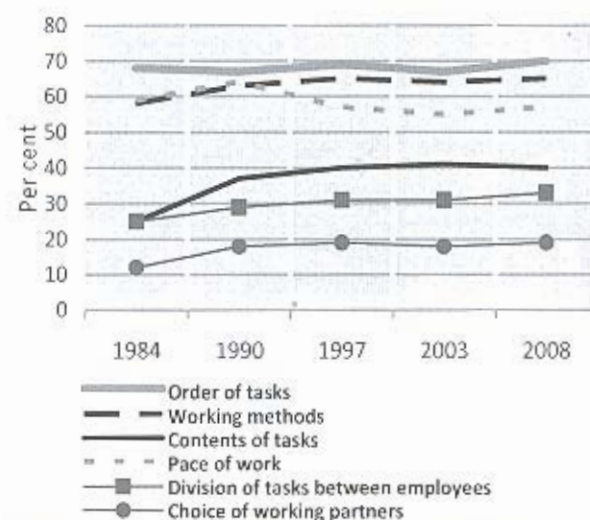 80
70
60
50
40
30
20
10
0
Per cent
1984 1990 1997 2003 2008
Order of tasks
Working methods
Contents of tasks
Pace of work
Division of tasks between employees
Choice of working partners